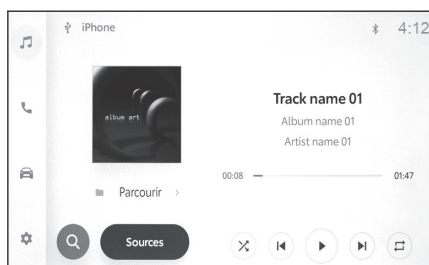 iPhone
4:12
album art
Track name 01
Album name 01
Artist name 01
00:08
01:47
Parcourir
Sources